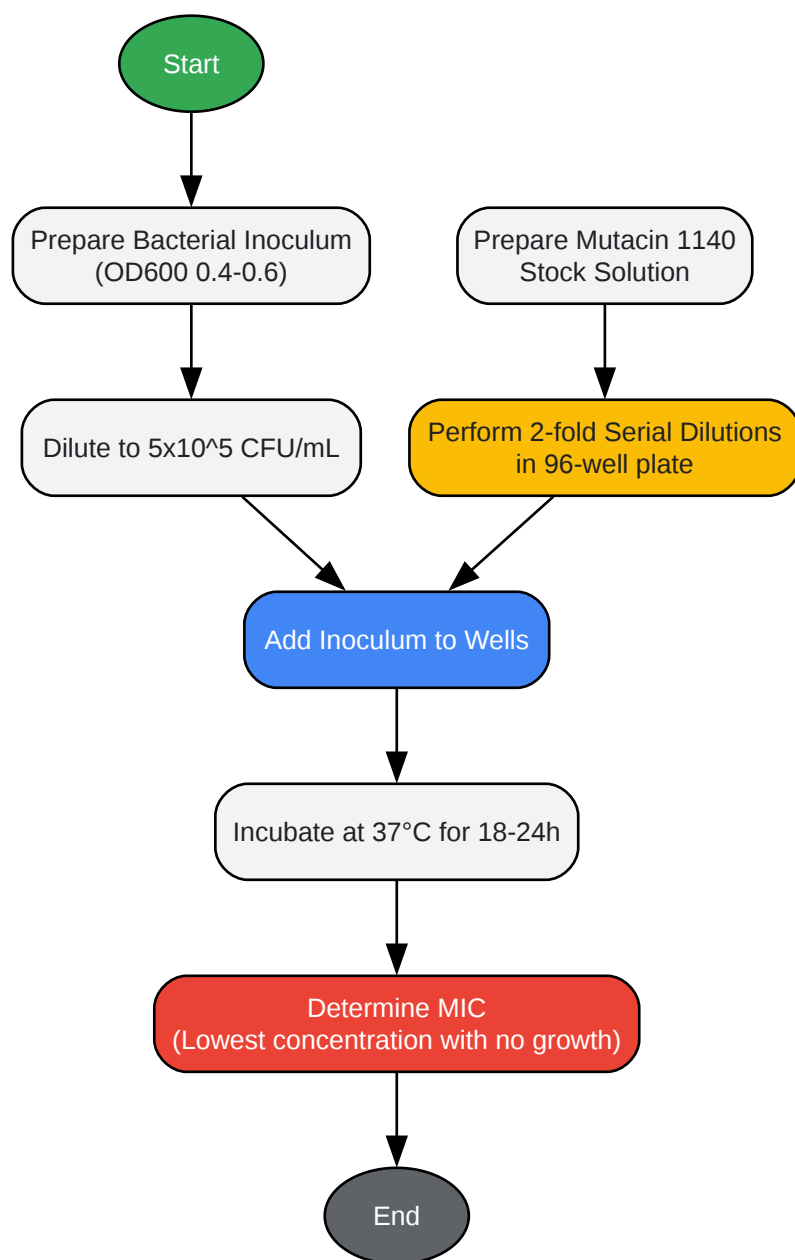 Start
Prepare Bacterial Inoculum
(OD600 0.4-0.6)
Prepare Mutacin 1140
Stock Solution
Dilute to 5x10^5 CFU/mL
Perform 2-fold Serial Dilutions
in 96-well plate
Add Inoculum to Wells
Incubate at 37°C for 18-24h
Determine MIC
(Lowest concentration with no growth)
End